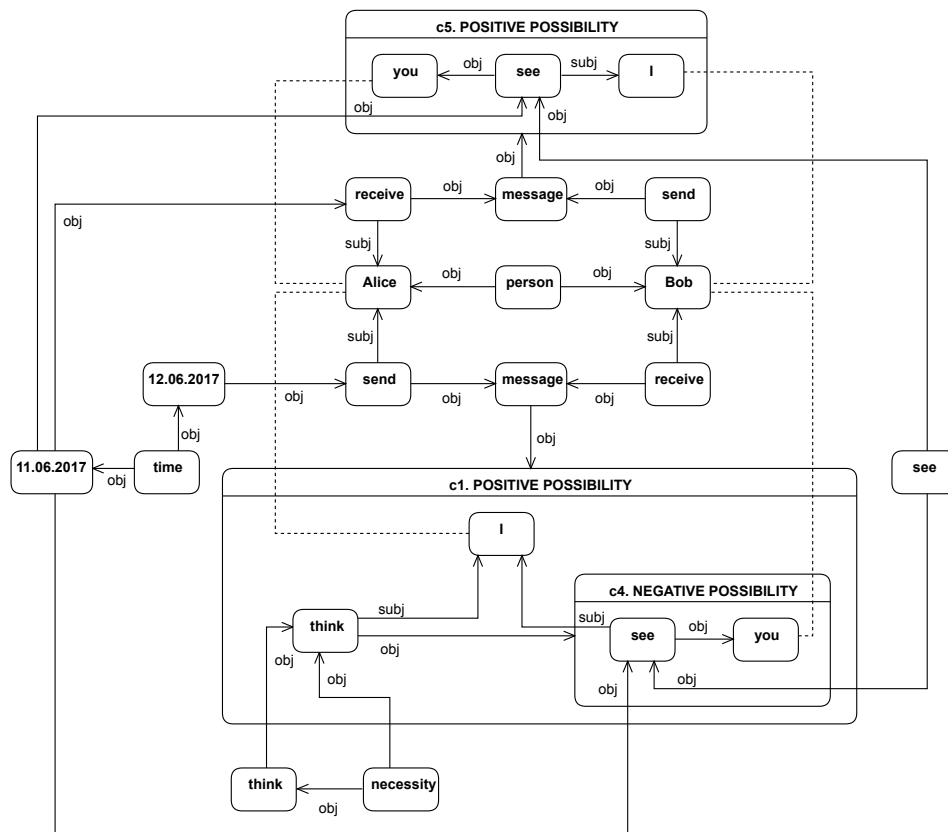 c5. POSITIVE POSSIBILITY
you
obj
see
subj
I
obj
obj
obj
receive
obj
message
obj
send
obj
subj
subj
Alice
obj
person
obj
Bob
subj
subj
12.06.2017
obj
send
obj
message
obj
receive
obj
obj
11.06.2017
obj
time
see
c1. POSITIVE POSSIBILITY
I
c4. NEGATIVE POSSIBILITY
subj
subj
think
see
obj
you
obj
obj
obj
obj
obj
think
obj
necessity